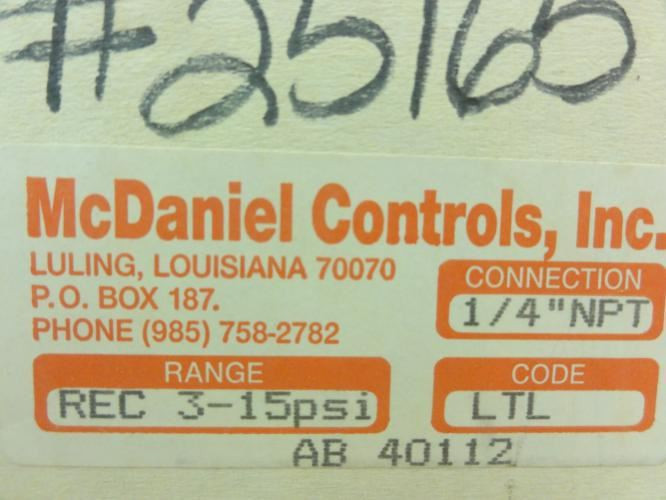 #25165
McDaniel Controls, Inc.
LULING, LOUISIANA 70070
P.O. BOX 187.
PHONE (985) 758-2782
CONNECTION
1/4"NPT
RANGE
REC 3-15psi
CODE
LTL
AB 40112